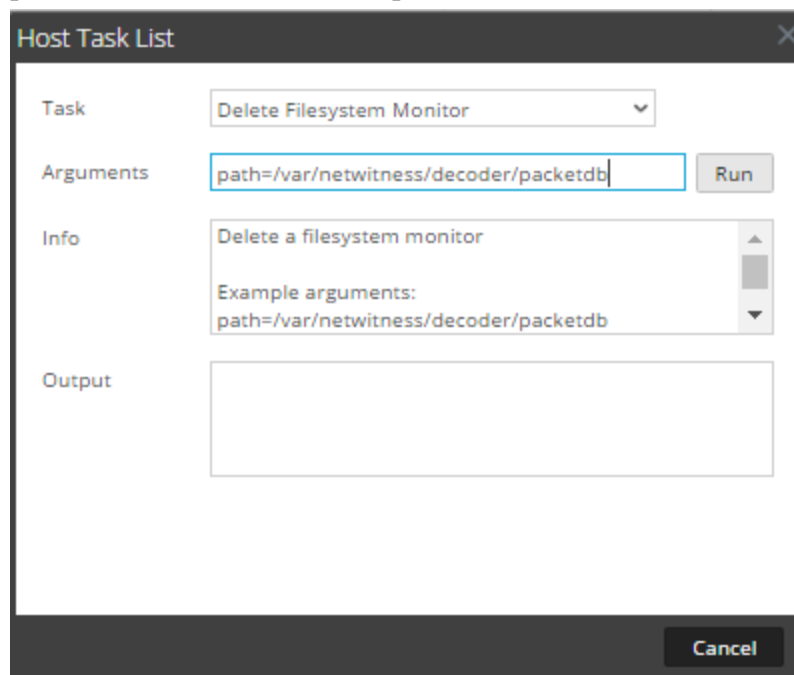 Host Task List
Task
Delete Filesystem Monitor
Arguments
path=/var/netwitness/decoder/packetdb
Run
Info
Delete a filesystem monitor
Example arguments:
path=/var/netwitness/decoder/packetdb
Output
Cancel